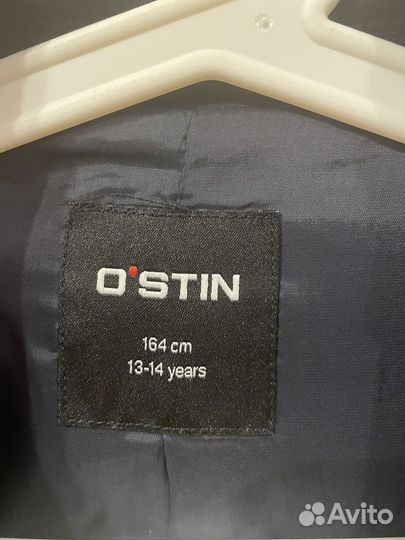 O'STIN
164 cm
13-14 years
Avito